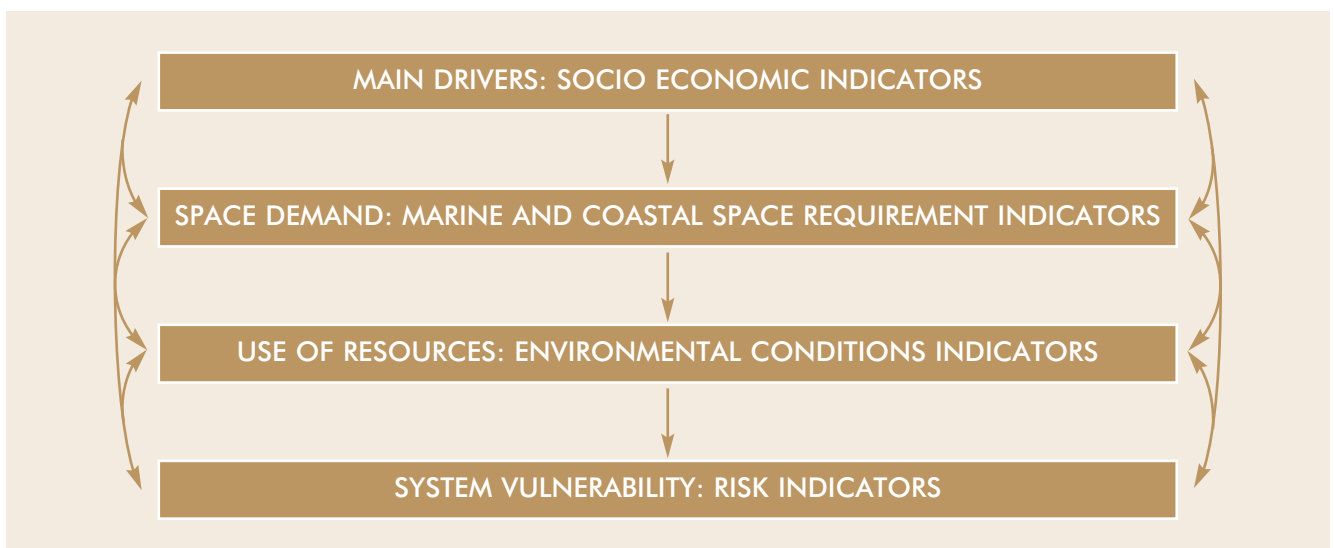 MAIN DRIVERS: SOCIO ECONOMIC INDICATORS
SPACE DEMAND: MARINE AND COASTAL SPACE REQUIREMENT INDICATORS
USE OF RESOURCES: ENVIRONMENTAL CONDITIONS INDICATORS
SYSTEM VULNERABILITY: RISK INDICATORS